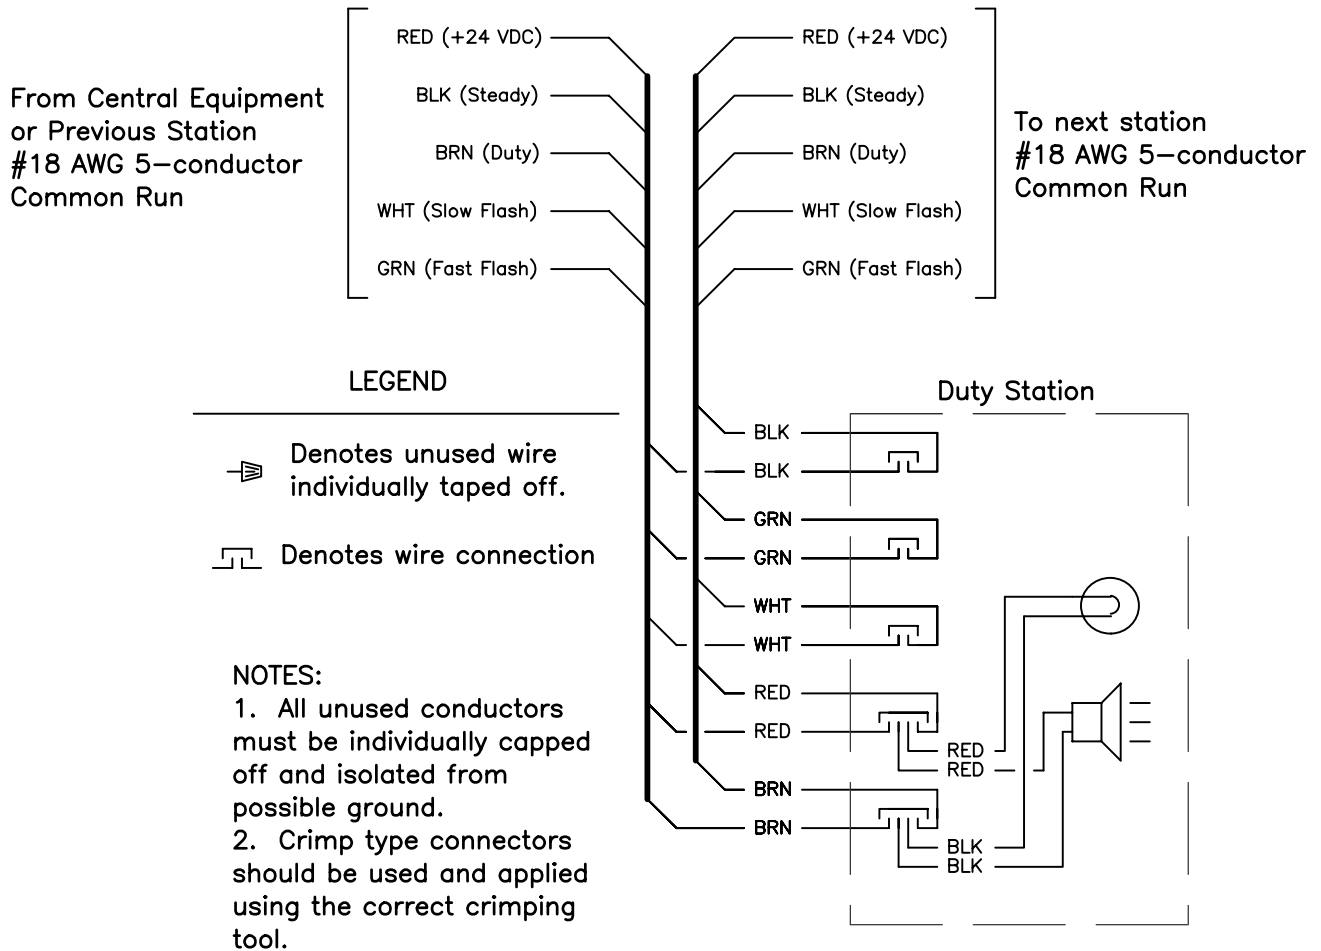 From Central Equipment
or Previous Station
#18 AWG 5-conductor
Common Run
RED (+24 VDC)
BLK (Steady)
BRN (Duty)
WHT (Slow Flash)
GRN (Fast Flash)
RED (+24 VDC)
BLK (Steady)
BRN (Duty)
WHT (Slow Flash)
GRN (Fast Flash)
To next station
#18 AWG 5-conductor
Common Run
LEGEND
Denotes unused wire
individually taped off.
Denotes wire connection
NOTES:
1. All unused conductors
must be individually capped
off and isolated from
possible ground.
2. Crimp type connectors
should be used and applied
using the correct crimping
tool.
Duty Station
BLK
BLK
GRN
GRN
WHT
WHT
RED
RED
RED
RED
BRN
BRN
BLK
BLK